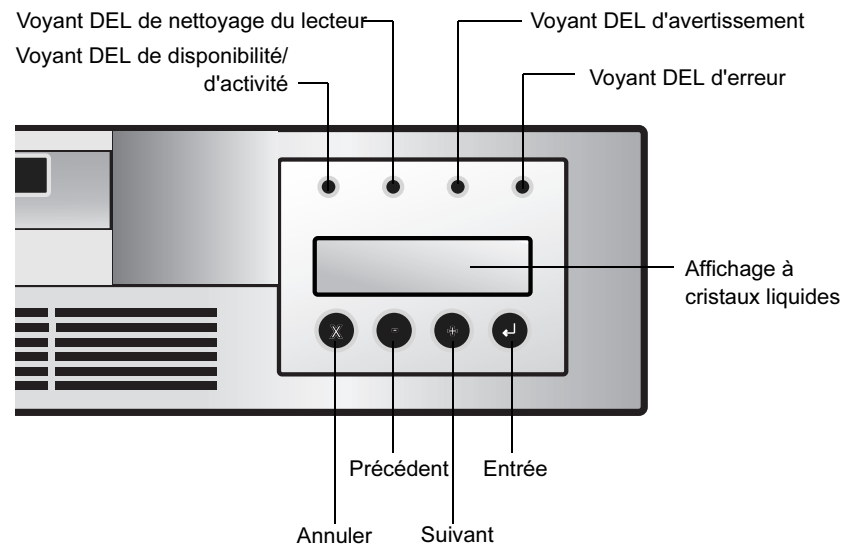 Voyant DEL de nettoyage du lecteur
Voyant DEL d'avertissement
Voyant DEL de disponibilité/
d'activité
Voyant DEL d'erreur
Affichage à
cristaux liquides
X
-
+
Précédent
Entrée
Annuler
Suivant